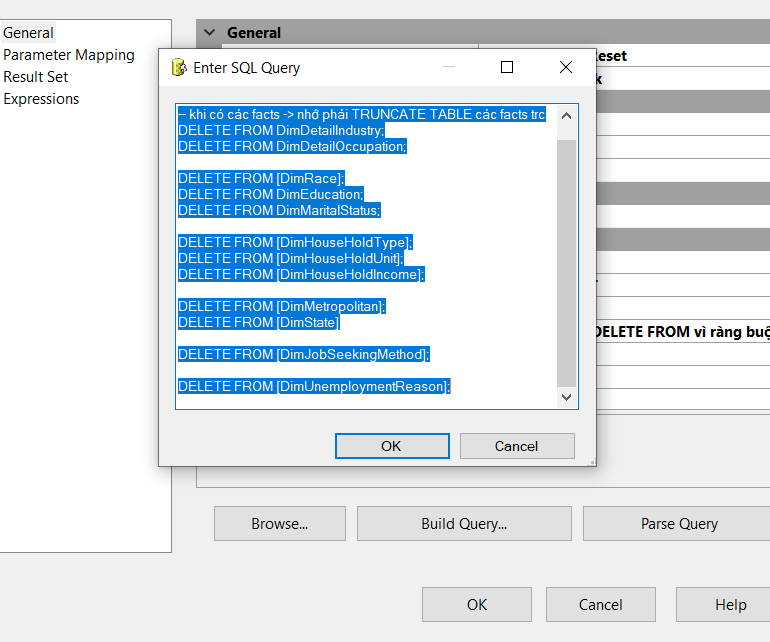 General
Parameter Mapping
Result Set
Expressions
General
Reset
Enter SQL Query
-- khi có các facts -> nhớ phải TRUNCATE TABLE các facts trc
DELETE FROM DimDetailIndustry;
DELETE FROM DimDetailOccupation;
DELETE FROM [DimRace];
DELETE FROM DimEducation;
DELETE FROM DimMaritalStatus;
DELETE FROM [DimHouseHoldType];
DELETE FROM [DimHouseHoldUnit];
DELETE FROM [DimHouseHoldIncome];
DELETE FROM [DimMetropolitan];
DELETE FROM [DimState]
DELETE FROM [DimJobSeekingMethod];
DELETE FROM [DimUnemploymentReason];
DELETE FROM vì ràng buộ
OK
Cancel
Browse...
Build Query...
Parse Query
OK
Cancel
Help